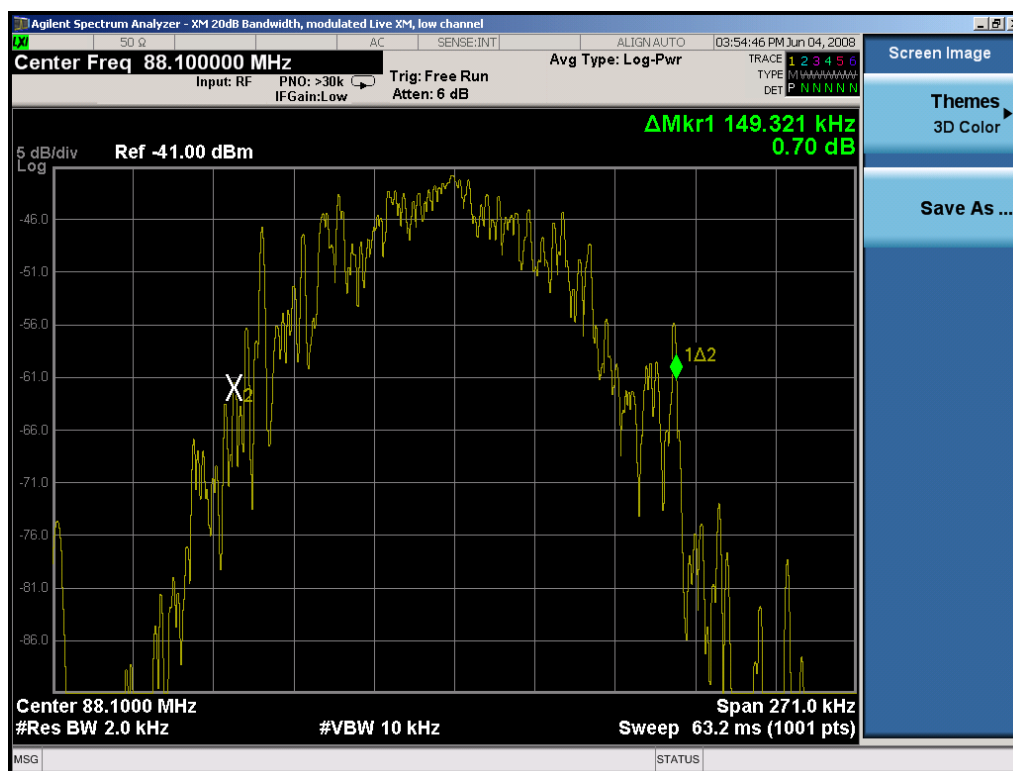 Agilent Spectrum Analyzer - XM 20dB Bandwidth, modulated Live XM, low channel
LXI 50 Ω AC SENSE:INT ALIGN AUTO 03:54:46 PM Jun 04, 2008
Center Freq 88.100000 MHz
Input: RF PNO: >30k IFGain:Low
Trig: Free Run
Atten: 6 dB
Avg Type: Log-Pwr
TRACE 1 2 3 4 5 6
TYPE M WWWWW
DET P N N N N N
Screen Image
Themes
3D Color
Save As ...
ΔMkr1 149.321 kHz
0.70 dB
5 dB/div Ref -41.00 dBm
Log
-46.0
-51.0
-56.0
1Δ2
-61.0
X2
-66.0
-71.0
-76.0
-81.0
-86.0
Center 88.1000 MHz Span 271.0 kHz
#Res BW 2.0 kHz #VBW 10 kHz Sweep 63.2 ms (1001 pts)
MSG STATUS